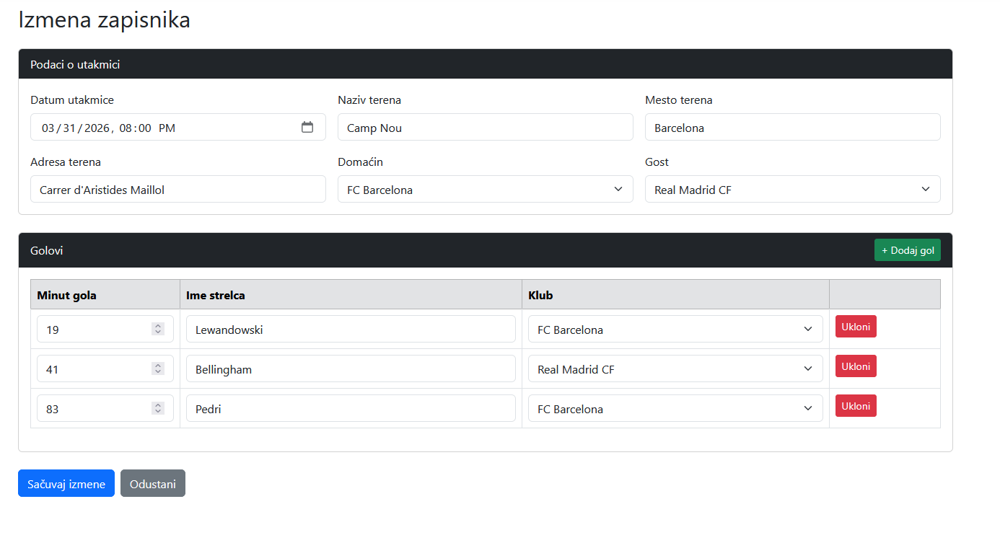 Izmena zapisnika
Podaci o utakmici
Datum utakmice Naziv terena Mesto terena
03/31/2026, 08:00 PM Camp Nou Barcelona
Adresa terena Domaćin Gost
Carrer d'Aristides Maillol FC Barcelona Real Madrid CF
Golovi + Dodaj gol
Minut gola Ime strelca Klub
19 Lewandowski FC Barcelona Ukloni
41 Bellingham Real Madrid CF Ukloni
83 Pedri FC Barcelona Ukloni
Sačuvaj izmene Odustani